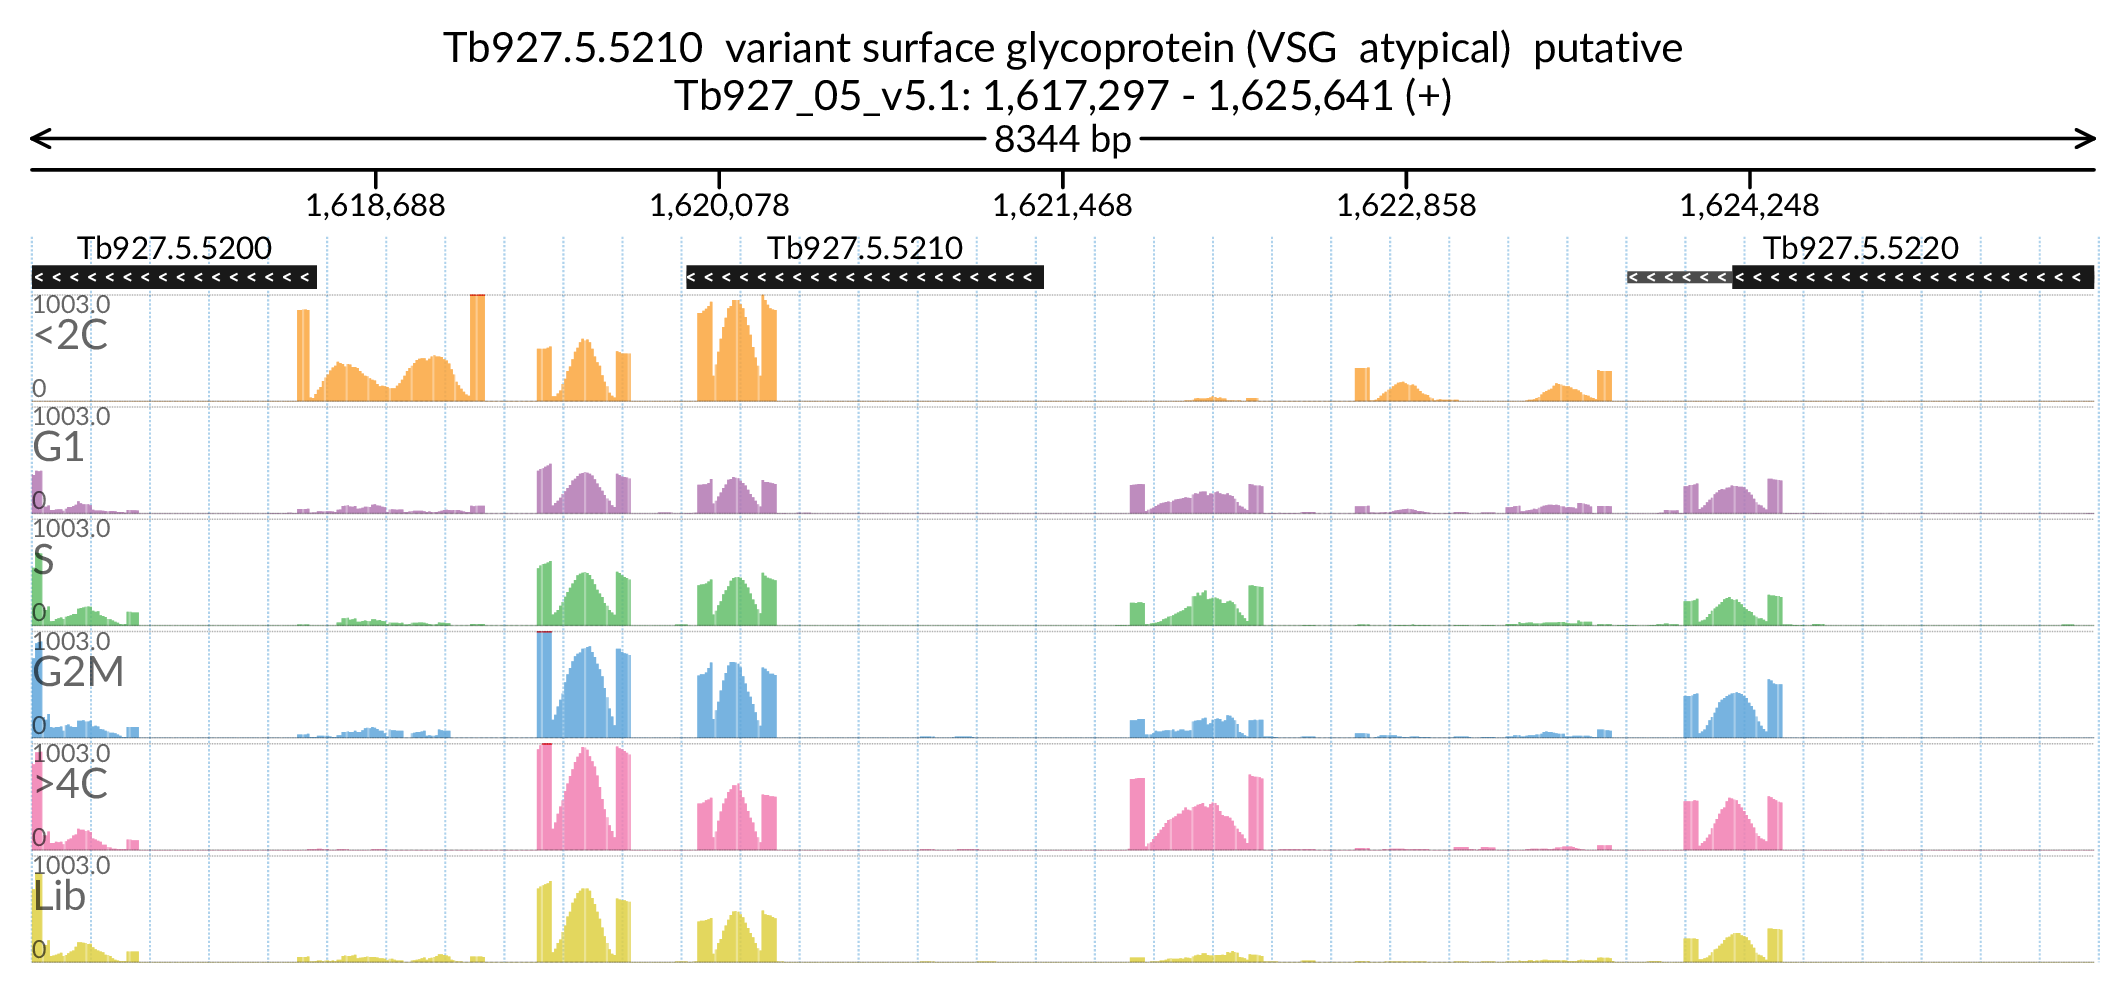 Tb927.5.5210 variant surface glycoprotein (VSG atypical) putative
Tb927_05_v5.1: 1,617,297 - 1,625,641 (+)
8344 bp
1,618,688 1,620,078 1,621,468 1,622,858 1,624,248
Tb927.5.5200 Tb927.5.5210 Tb927.5.5220
1003.0
<2C
0
1003.0
G1
0
1003.0
S
0
1003.0
G2M
0
1003.0
>4C
0
1003.0
Lib
0